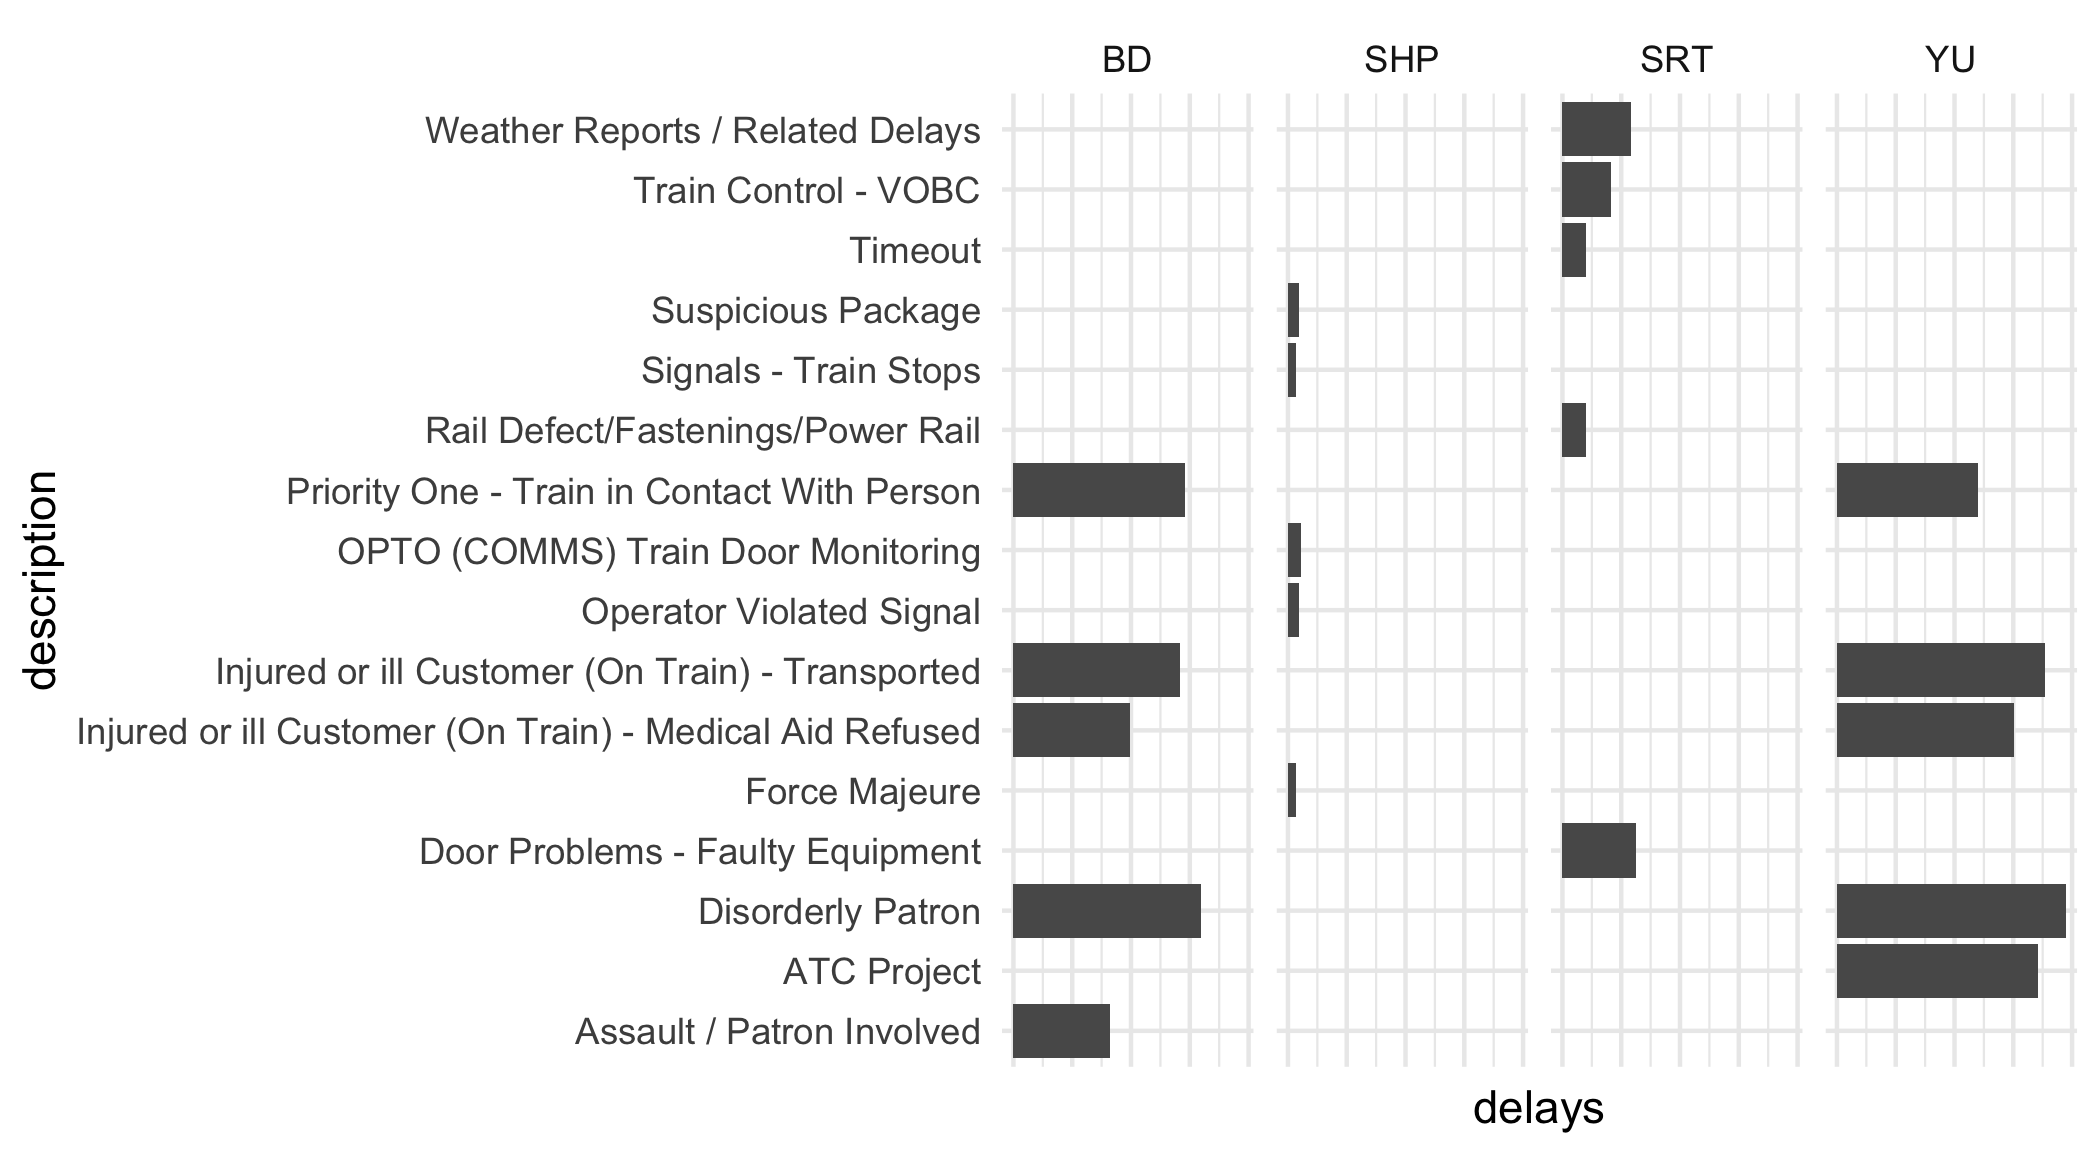 BD SHP SRT YU
Weather Reports / Related Delays
Train Control - VOBC
Timeout
Suspicious Package
Signals - Train Stops
Rail Defect/Fastenings/Power Rail
Priority One - Train in Contact With Person
OPTO (COMMS) Train Door Monitoring
Operator Violated Signal
Injured or ill Customer (On Train) - Transported
Injured or ill Customer (On Train) - Medical Aid Refused
Force Majeure
Door Problems - Faulty Equipment
Disorderly Patron
ATC Project
Assault / Patron Involved
description
delays